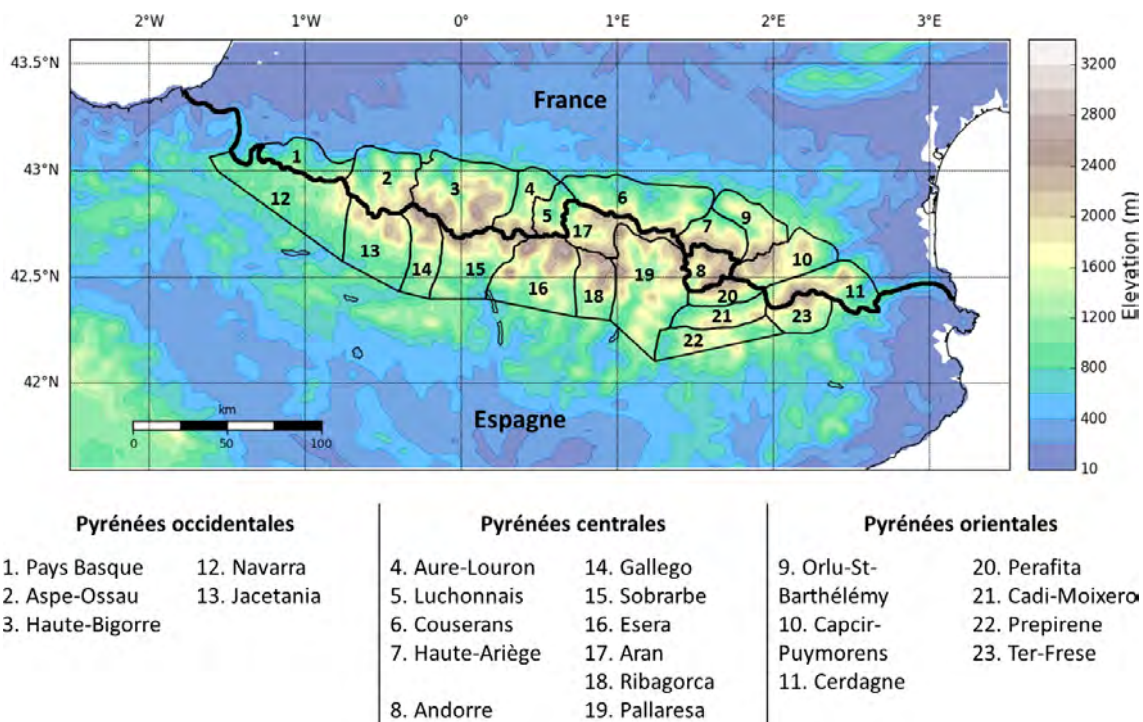 2°W 1°W 0° 1°E 2°E 3°E
43.5°N
43°N
42.5°N
42°N
France
Espagne
1
2
3
4
5
6
7
8
9
10
11
12
13
14
15
16
17
18
19
20
21
22
23
km
0 50 100
3200
2800
2400
2000
1600
1200
800
400
10
Elevation (m)
Pyrénées occidentales
1. Pays Basque
2. Aspe-Ossau
3. Haute-Bigorre
12. Navarra
13. Jacetania
Pyrénées centrales
4. Aure-Louron
5. Luchonnais
6. Couserans
7. Haute-Ariège
8. Andorre
14. Gallego
15. Sobrarbe
16. Esera
17. Aran
18. Ribagorca
19. Pallaresa
Pyrénées orientales
9. Orlu-St-
Barthélémy
10. Capcir-
Puymorens
11. Cerdagne
20. Perafita
21. Cadi-Moixero
22. Prepirene
23. Ter-Frese